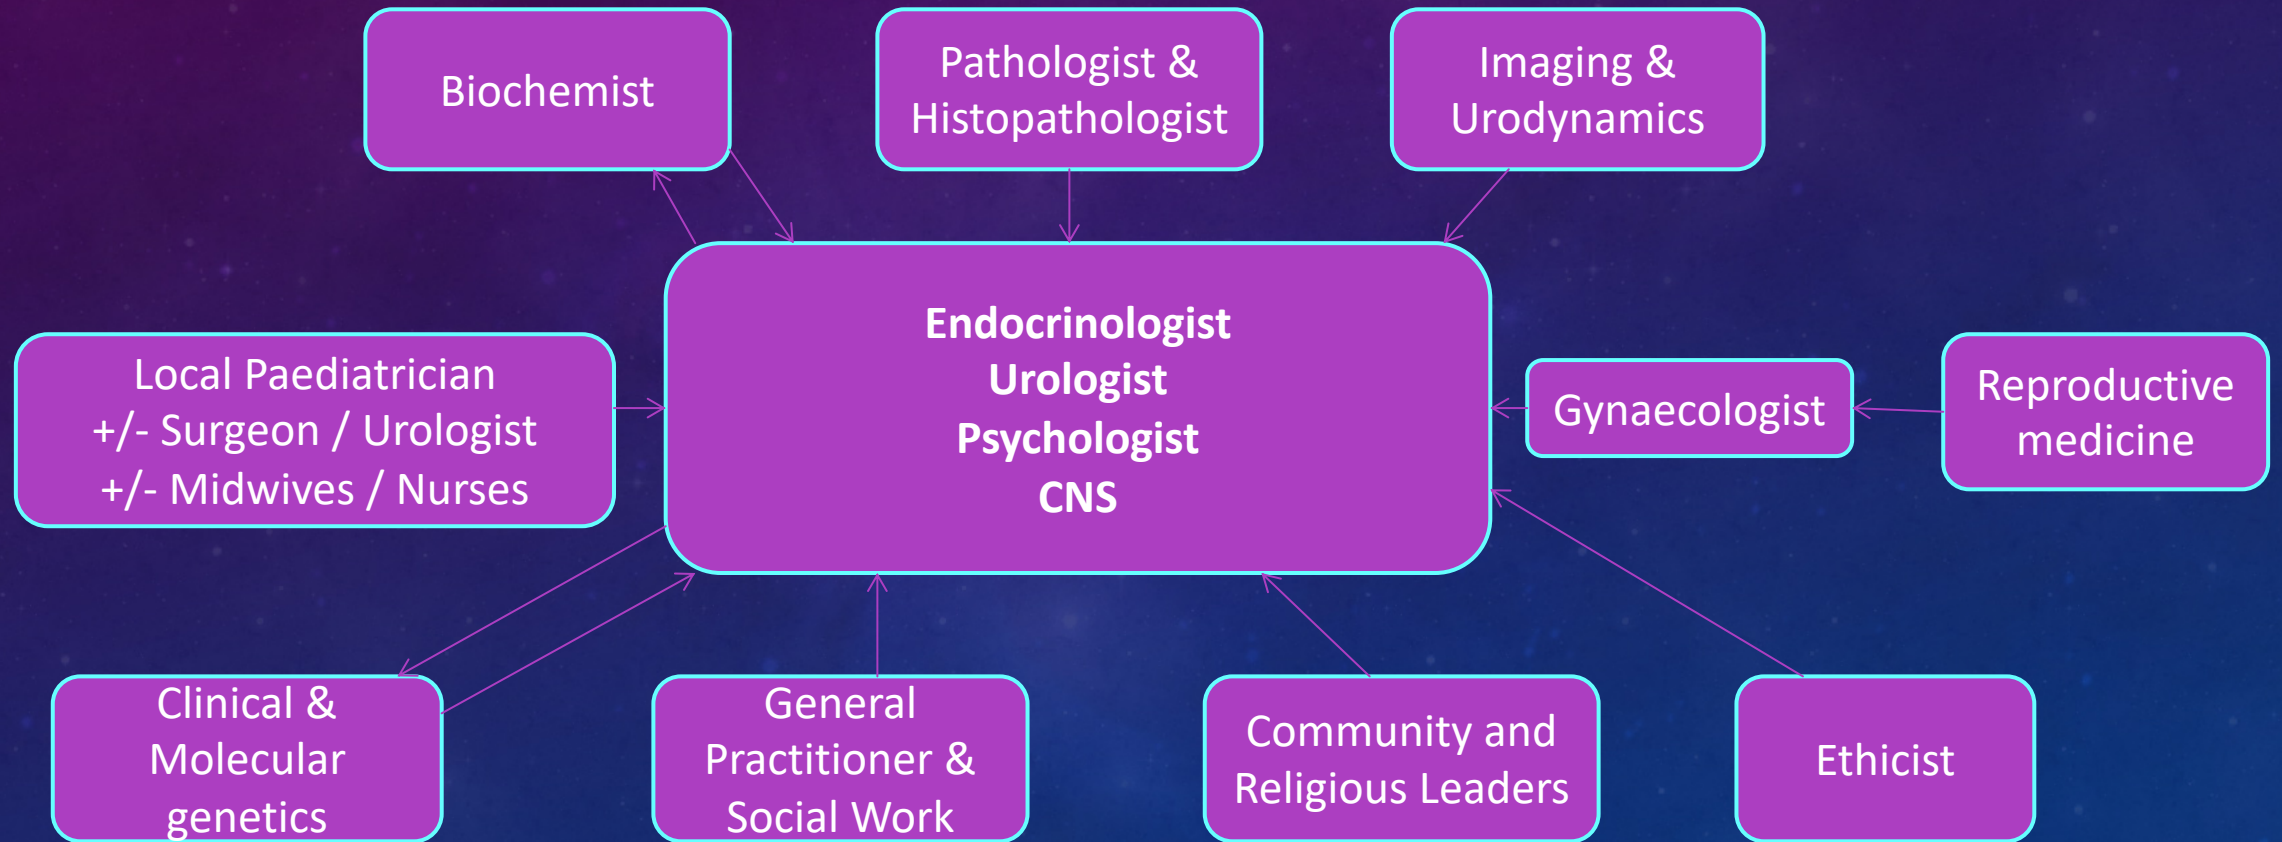 Biochemist
Pathologist &
Histopathologist
Imaging &
Urodynamics
Endocrinologist
Urologist
Psychologist
CNS
Local Paediatrician
+/- Surgeon / Urologist
+/- Midwives / Nurses
Gynaecologist
Reproductive
medicine
Clinical &
Molecular
genetics
General
Practitioner &
Social Work
Community and
Religious Leaders
Ethicist